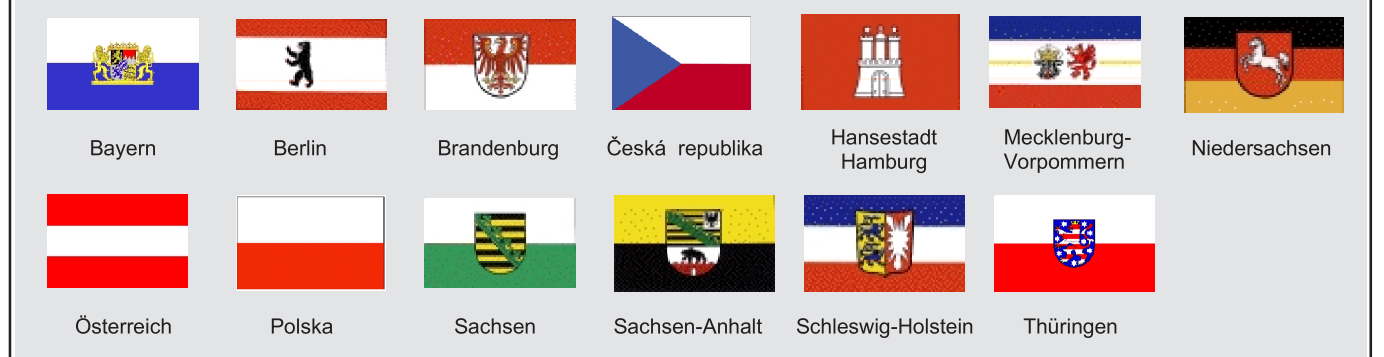 Bayern
Berlin
Brandenburg
Česká republika
Hansestadt
Hamburg
Mecklenburg-
Vorpommern
Niedersachsen
Österreich
Polska
Sachsen
Sachsen-Anhalt
Schleswig-Holstein
Thüringen